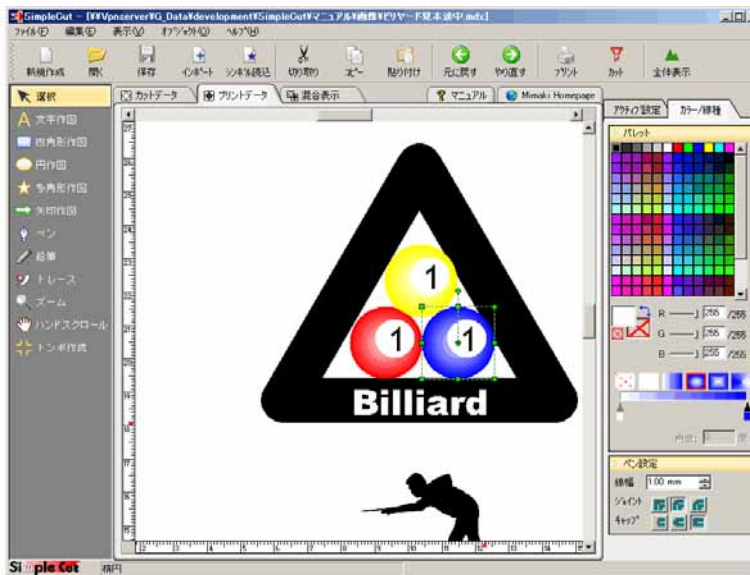 SimpleCut - [¥¥Vpnserver¥G_Data¥development¥SimpleCut¥マニュアル¥画像¥ビリヤード見本途中.mdx]
ファイル(F) 編集(E) 表示(V) オブジェクト(O) ヘルプ(H)
新規作成 開く 保存 インポート シンボル読込 切り取り コピー 貼り付け 元に戻す やり直す プリント カット 全体表示
選択
カットデータ プリントデータ 混合表示 マニュアル Mimaki Homepage
アクティブ設定 カラー/線種
文字作図
四角形作図
円作図
多角形作図
矢印作図
ペン
鉛筆
トレース
ズーム
ハンドスクロール
トンボ作成
パレット
1
1 1
Billiard
R 255 /255
G 255 /255
B 255 /255
角度:
ペン設定
線幅 1.00 mm
ジョイント
キャップ
Simple Cut 楕円